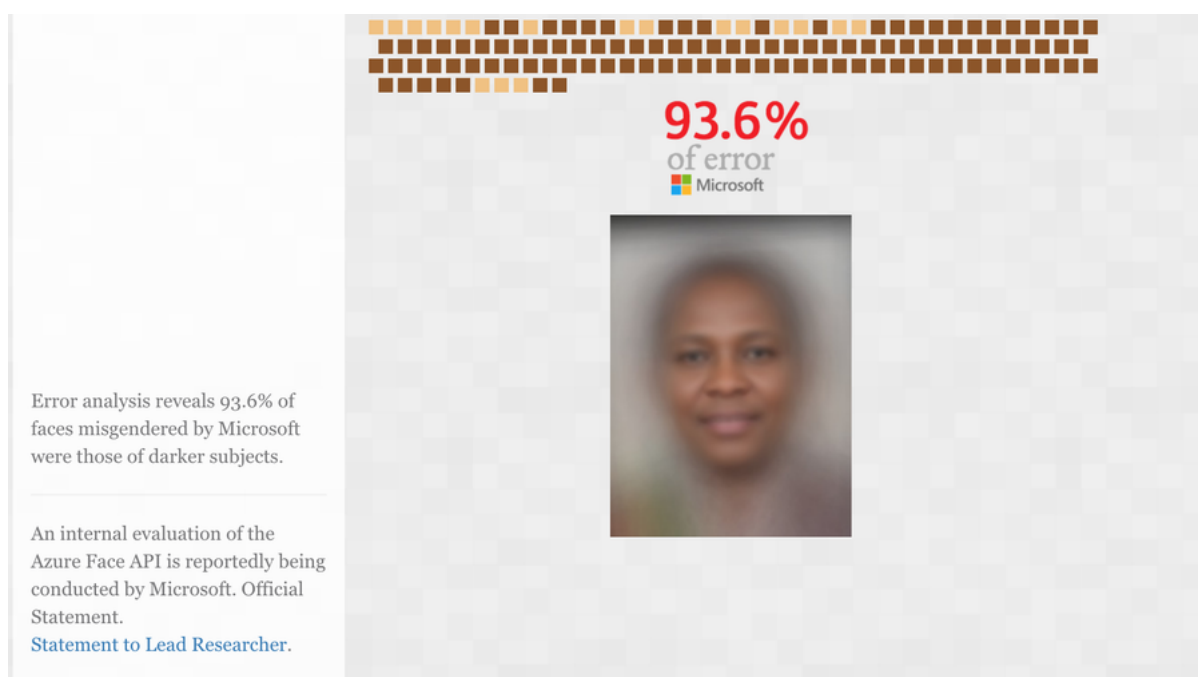 93.6%
of error
Microsoft
Error analysis reveals 93.6% of
faces misgendered by Microsoft
were those of darker subjects.
An internal evaluation of the
Azure Face API is reportedly being
conducted by Microsoft. Official
Statement.
Statement to Lead Researcher.